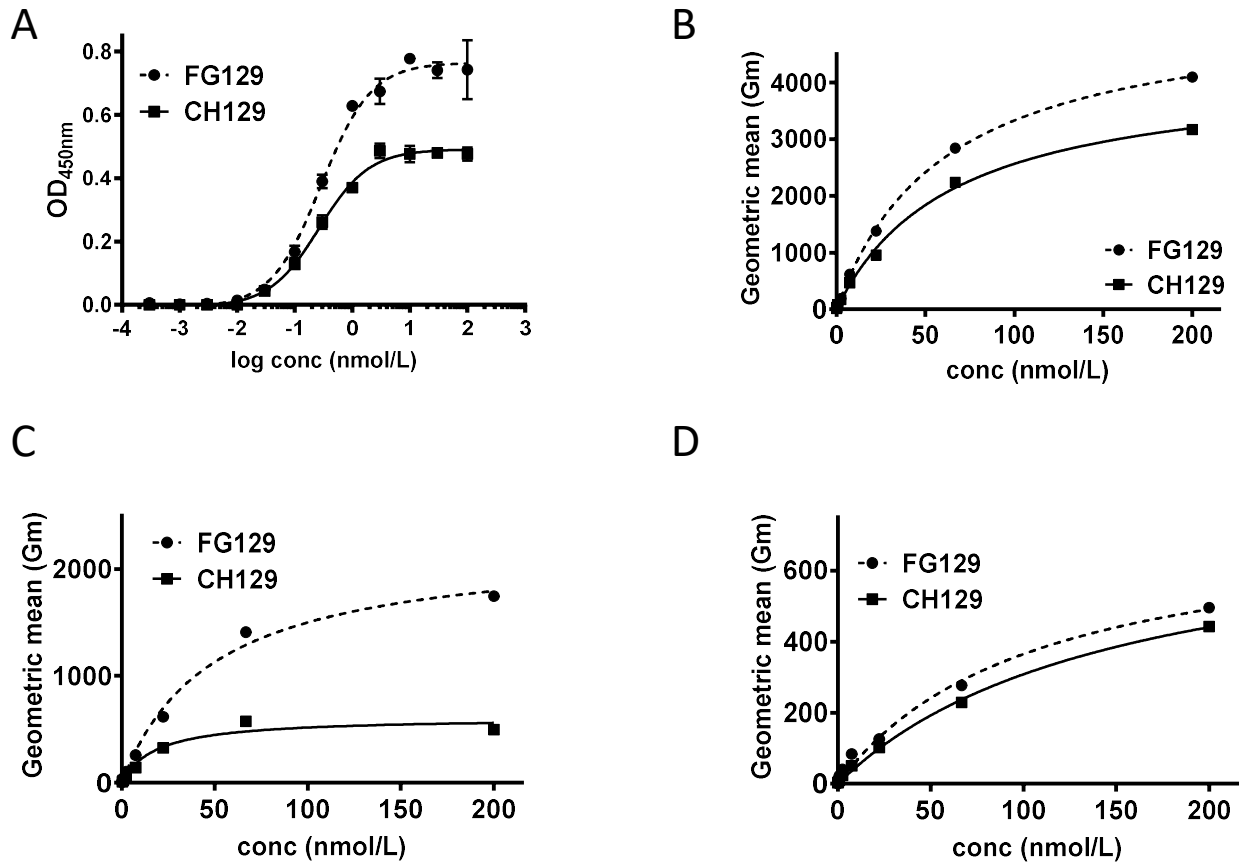 A
FG129
CH129
OD450nm
0.8
0.6
0.4
0.2
0.0
-4 -3 -2 -1 0 1 2 3
log conc (nmol/L)
B
Geometric mean (Gm)
4000
3000
2000
1000
0
FG129
CH129
0 50 100 150 200
conc (nmol/L)
C
FG129
CH129
Geometric mean (Gm)
2000
1000
0
0 50 100 150 200
conc (nmol/L)
D
FG129
CH129
Geometric mean (Gm)
600
400
200
0
0 50 100 150 200
conc (nmol/L)